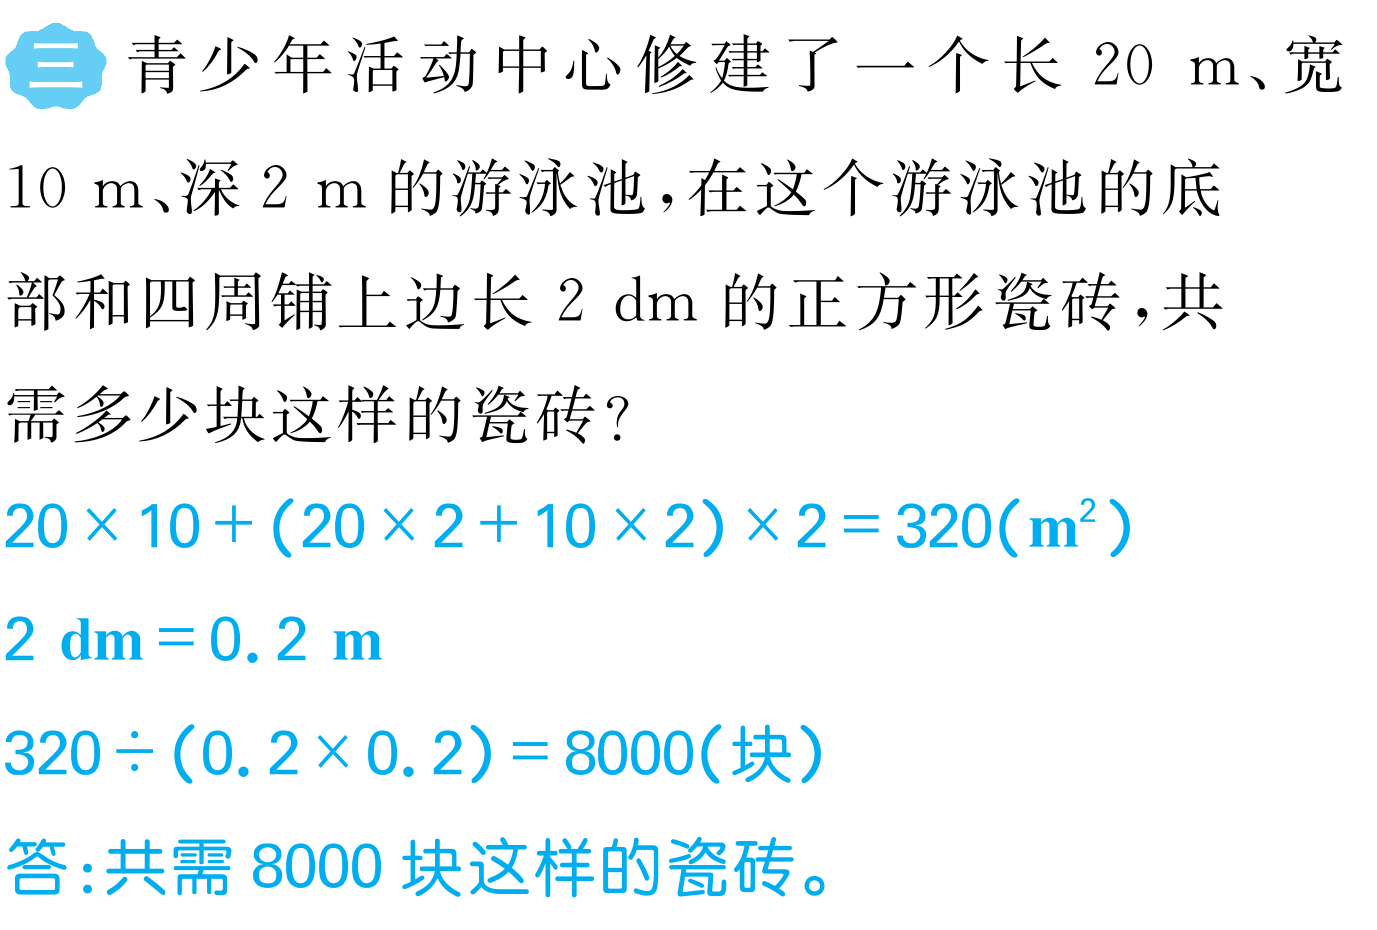 三 青少年活动中心修建了一个长 20 m、宽
10 m、深 2 m 的游泳池,在这个游泳池的底
部和四周铺上边长 2 dm 的正方形瓷砖,共
需多少块这样的瓷砖?
20×10+(20×2+10×2)×2=320(m²)
2 dm=0.2 m
320÷(0.2×0.2)=8000(块)
答:共需 8000 块这样的瓷砖。